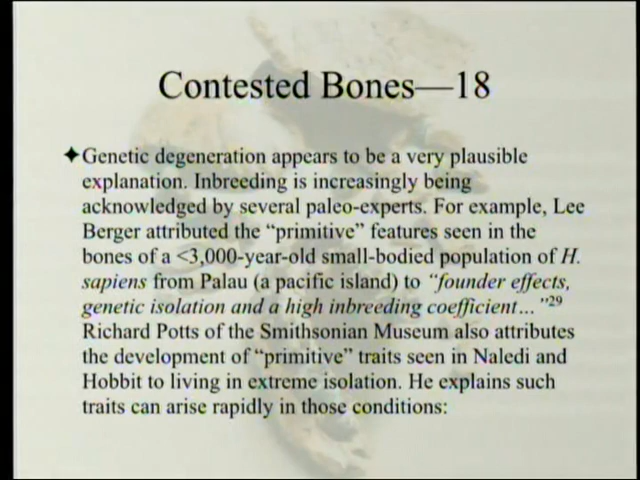 Contested Bones—18
✦Genetic degeneration appears to be a very plausible
explanation. Inbreeding is increasingly being
acknowledged by several paleo-experts. For example, Lee
Berger attributed the “primitive” features seen in the
bones of a <3,000-year-old small-bodied population of H.
sapiens from Palau (a pacific island) to “founder effects,
genetic isolation and a high inbreeding coefficient... ”29
Richard Potts of the Smithsonian Museum also attributes
the development of “primitive” traits seen in Naledi and
Hobbit to living in extreme isolation. He explains such
traits can arise rapidly in those conditions: